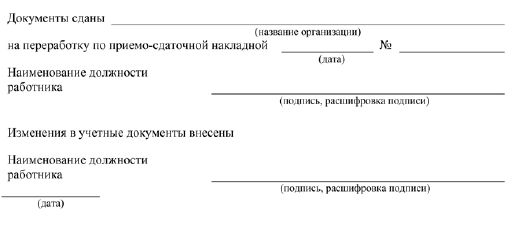 Документы сданы
(название организации)
на переработку по приемо-сдаточной накладной № 
(дата)
Наименование должности
работника
(подпись, расшифровка подписи)
Изменения в учетные документы внесены
Наименование должности
работника
(подпись, расшифровка подписи)
(дата)